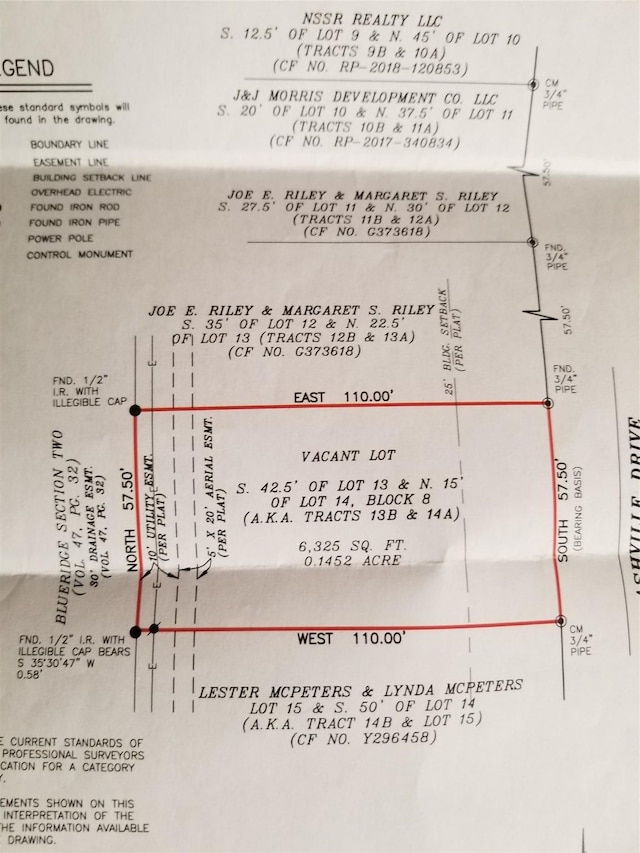 NSSR REALTY LLC
S. 12.5' OF LOT 9 & N. 45' OF LOT 10
(TRACTS 9B & 10A)
(CF NO. RP-2018-120853)
GEND
ese standard symbols will
found in the drawing.
BOUNDARY LINE
EASEMENT LINE
BUILDING SETBACK LINE
OVERHEAD ELECTRIC
FOUND IRON ROD
FOUND IRON PIPE
POWER POLE
CONTROL MONUMENT
CM
3/4"
PIPE
J&J MORRIS DEVELOPMENT CO. LLC
S. 20' OF LOT 10 & N. 37.5' OF LOT 11
(TRACTS 10B & 11A)
(CF NO. RP-2017-340834)
57.50'
JOE E. RILEY & MARGARET S. RILEY
S. 27.5' OF LOT 11 & N. 30' OF LOT 12
(TRACTS 11B & 12A)
(CF NO. G373618)
FND.
3/4"
PIPE
57.50'
JOE E. RILEY & MARGARET S. RILEY
S. 35' OF LOT 12 & N. 22.5'
OF LOT 13 (TRACTS 12B & 13A)
(CF NO. G373618)
25' BLDG. SETBACK
(PER PLAT)
FND.
3/4"
PIPE
FND. 1/2"
I.R. WITH
ILLEGIBLE CAP
E
EAST 110.00'
BLUERIDGE SECTION TWO
(VOL. 47, PG. 32)
30' DRAINAGE ESMT.
(VOL. 47, PG. 32)
NORTH 57.50'
10' UTILITY ESMT.
(PER PLAT)
E
5' X 20' AERIAL ESMT.
(PER PLAT)
VACANT LOT
S. 42.5' OF LOT 13 & N. 15'
OF LOT 14, BLOCK 8
(A.K.A. TRACTS 13B & 14A)
6,325 SQ. FT.
0.1452 ACRE
SOUTH 57.50'
(BEARING BASIS)
ASHVILLE DRIVE
E
FND. 1/2" I.R. WITH
ILLEGIBLE CAP BEARS
S 35°30'47" W
0.58'
WEST 110.00'
CM
3/4"
PIPE
E
LESTER MCPETERS & LYNDA MCPETERS
LOT 15 & S. 50' OF LOT 14
(A.K.A. TRACT 14B & LOT 15)
(CF NO. Y296458)
E CURRENT STANDARDS OF
PROFESSIONAL SURVEYORS
CATION FOR A CATEGORY
Y.
EMENTS SHOWN ON THIS
INTERPRETATION OF THE
HE INFORMATION AVAILABLE
DRAWING.